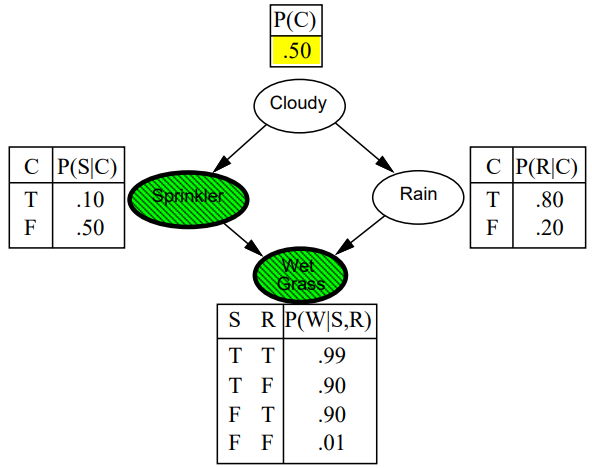 P(C)
.50
Cloudy
C P(S|C)
T .10
F .50
Sprinkler
Rain
C P(R|C)
T .80
F .20
Wet
Grass
S R P(W|S,R)
T T .99
T F .90
F T .90
F F .01